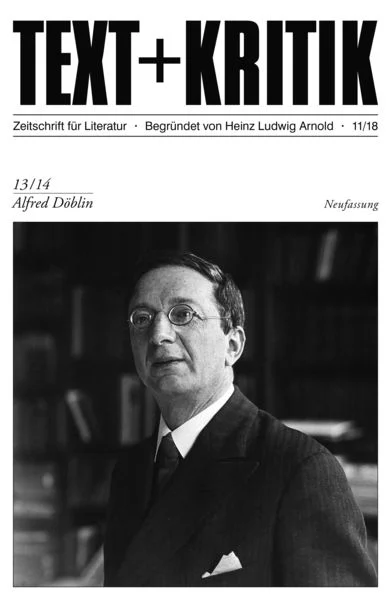 TEXT+KRITIK
Zeitschrift für Literatur · Begründet von Heinz Ludwig Arnold · 11/18
13/14
Alfred Döblin
Neufassung